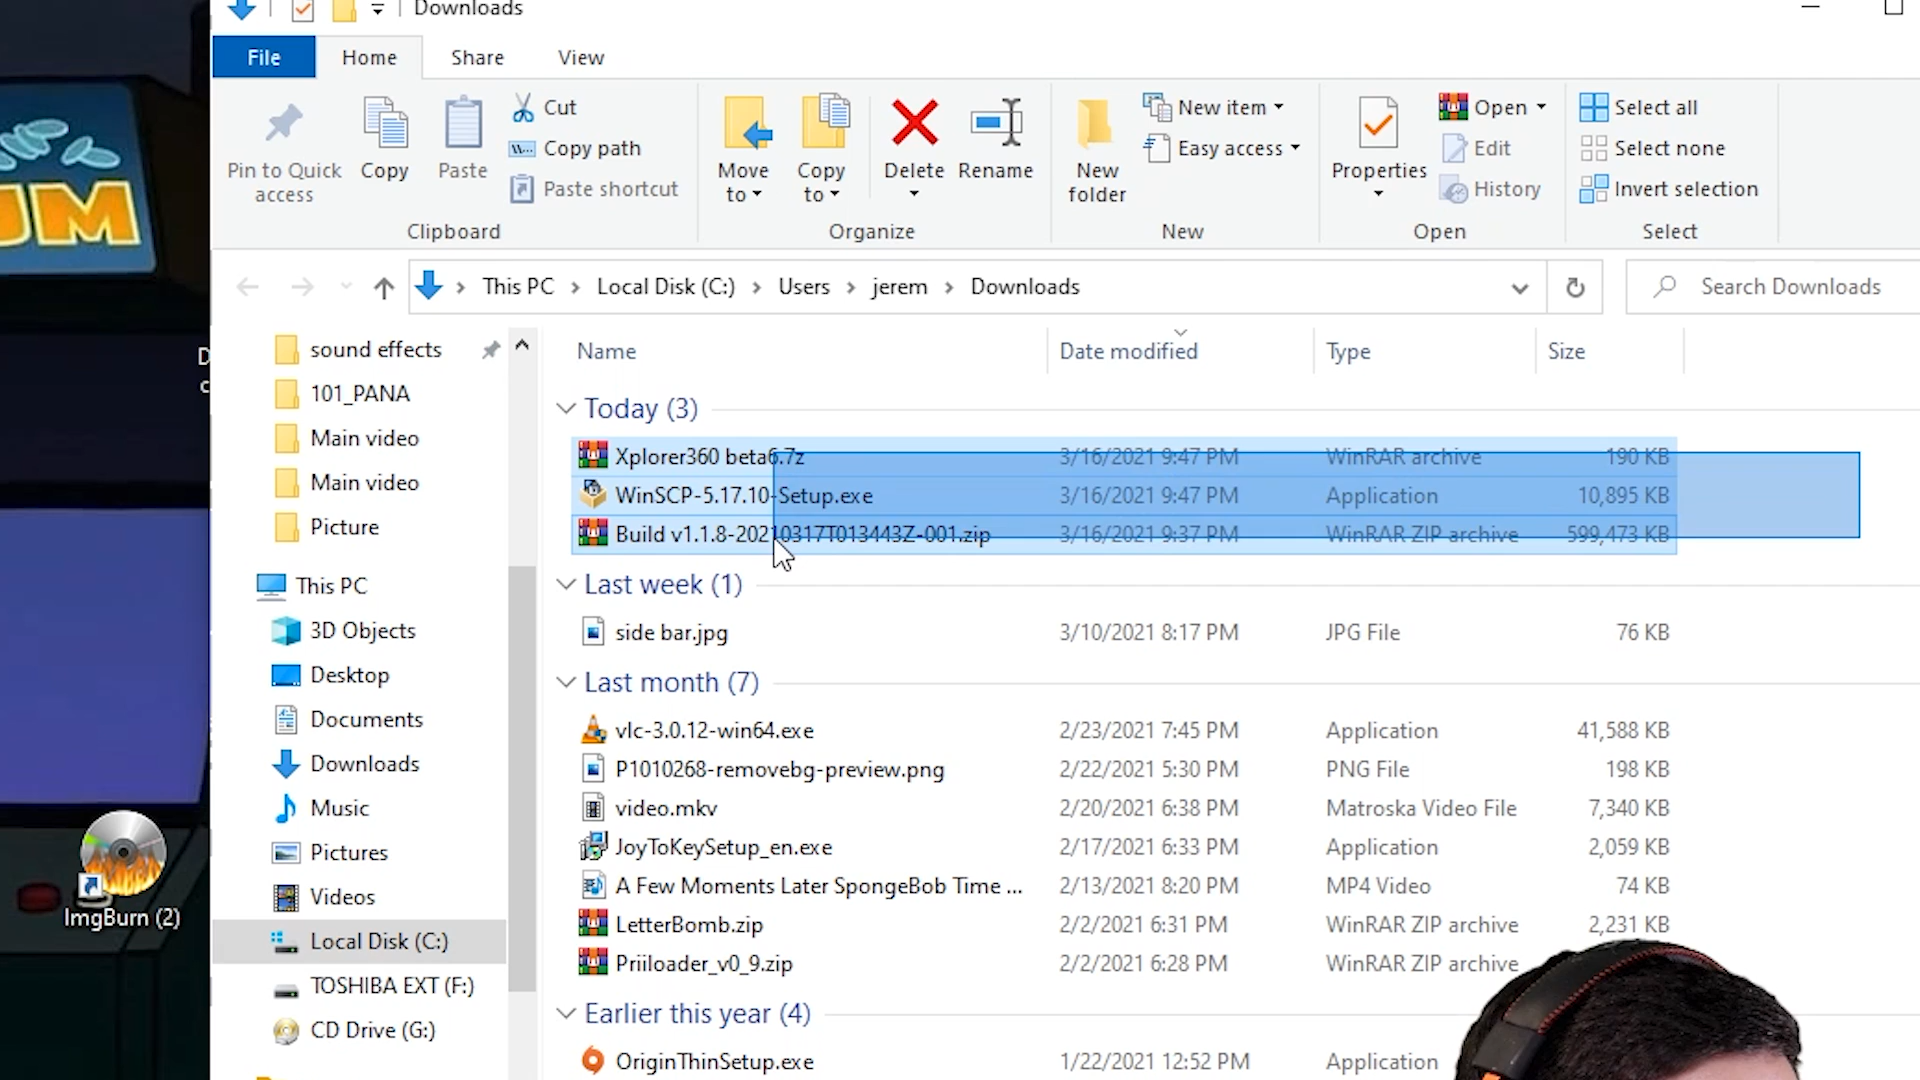 Downloads
File Home Share View
Pin to Quick access
Copy
Paste
Cut
Copy path
Paste shortcut
Clipboard
Move to
Copy to
Delete
Rename
Organize
New folder
New item
Easy access
New
Properties
Open
Edit
History
Open
Select all
Select none
Invert selection
Select
This PC > Local Disk (C:) > Users > jerem > Downloads
Search Downloads
sound effects
101_PANA
Main video
Main video
Picture
This PC
3D Objects
Desktop
Documents
Downloads
Music
Pictures
Videos
Local Disk (C:)
TOSHIBA EXT (F:)
CD Drive (G:)
Name Date modified Type Size
Today (3)
Xplorer360 beta6.7z 3/16/2021 9:47 PM WinRAR archive 190 KB
WinSCP-5.17.10-Setup.exe 3/16/2021 9:47 PM Application 10,895 KB
Build v1.1.8-20210317T013443Z-001.zip 3/16/2021 9:37 PM WinRAR ZIP archive 599,473 KB
Last week (1)
side bar.jpg 3/10/2021 8:17 PM JPG File 76 KB
Last month (7)
vlc-3.0.12-win64.exe 2/23/2021 7:45 PM Application 41,588 KB
P1010268-removebg-preview.png 2/22/2021 5:30 PM PNG File 198 KB
video.mkv 2/20/2021 6:38 PM Matroska Video File 7,340 KB
JoyToKeySetup_en.exe 2/17/2021 6:33 PM Application 2,059 KB
A Few Moments Later SpongeBob Time ... 2/13/2021 8:20 PM MP4 Video 74 KB
LetterBomb.zip 2/2/2021 6:31 PM WinRAR ZIP archive 2,231 KB
Priiloader_v0_9.zip 2/2/2021 6:28 PM WinRAR ZIP archive
Earlier this year (4)
OriginThinSetup.exe 1/22/2021 12:52 PM Application
UM
D
c
ImgBurn (2)